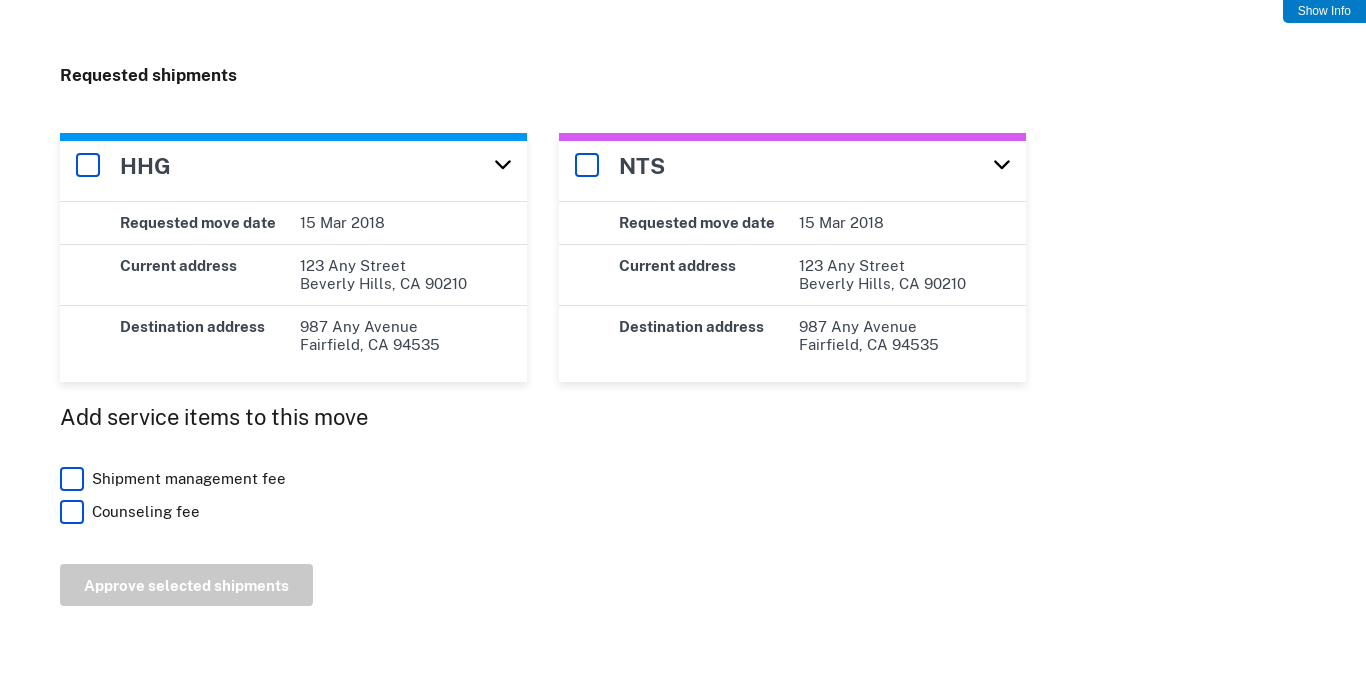 Show Info
Requested shipments
HHG
Requested move date 15 Mar 2018
Current address 123 Any Street
Beverly Hills, CA 90210
Destination address 987 Any Avenue
Fairfield, CA 94535
NTS
Requested move date 15 Mar 2018
Current address 123 Any Street
Beverly Hills, CA 90210
Destination address 987 Any Avenue
Fairfield, CA 94535
Add service items to this move
Shipment management fee
Counseling fee
Approve selected shipments